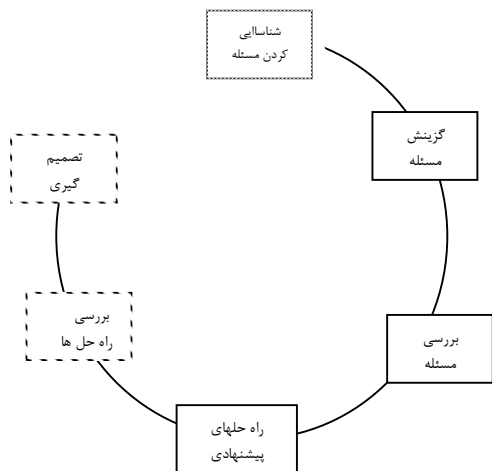 شناسایی
کردن مسئله
گزینش
مسئله
بررسی
مسئله
راه حلهای
پیشنهادی
بررسی
راه حل ها
تصمیم
گیری